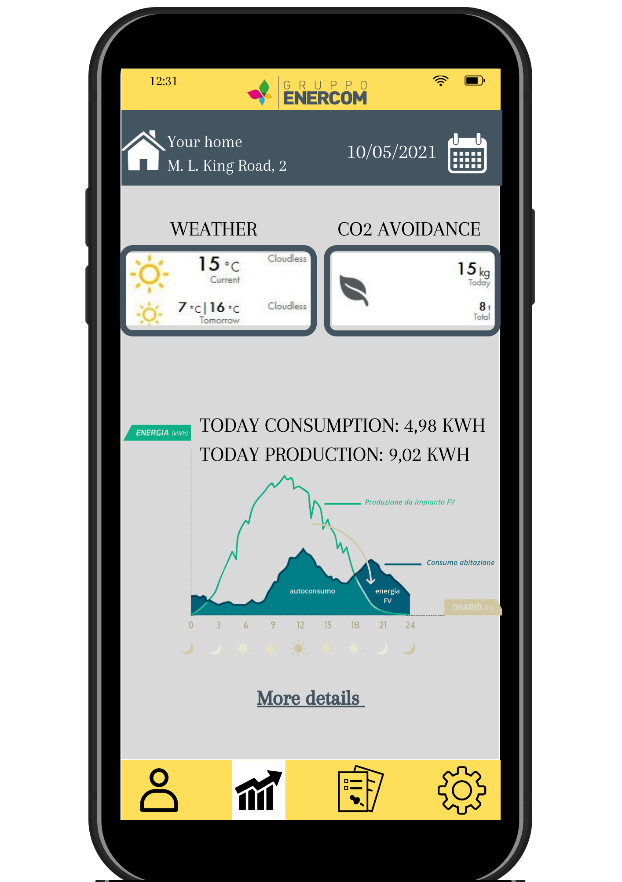 12:31
GRUPPO
ENERCOM
Your home
M. L. King Road, 2
10/05/2021
WEATHER
CO2 AVOIDANCE
15 °C
Cloudless
Current
7 °C | 16 °C
Cloudless
Tomorrow
15 kg
Today
8 t
Total
ENERGIA (kWh)
TODAY CONSUMPTION: 4,98 KWH
TODAY PRODUCTION: 9,02 KWH
Produzione da impianto FV
Consumo abitazione
autoconsumo
energia
FV
ORARIO
0 3 6 9 12 15 18 21 24
More details